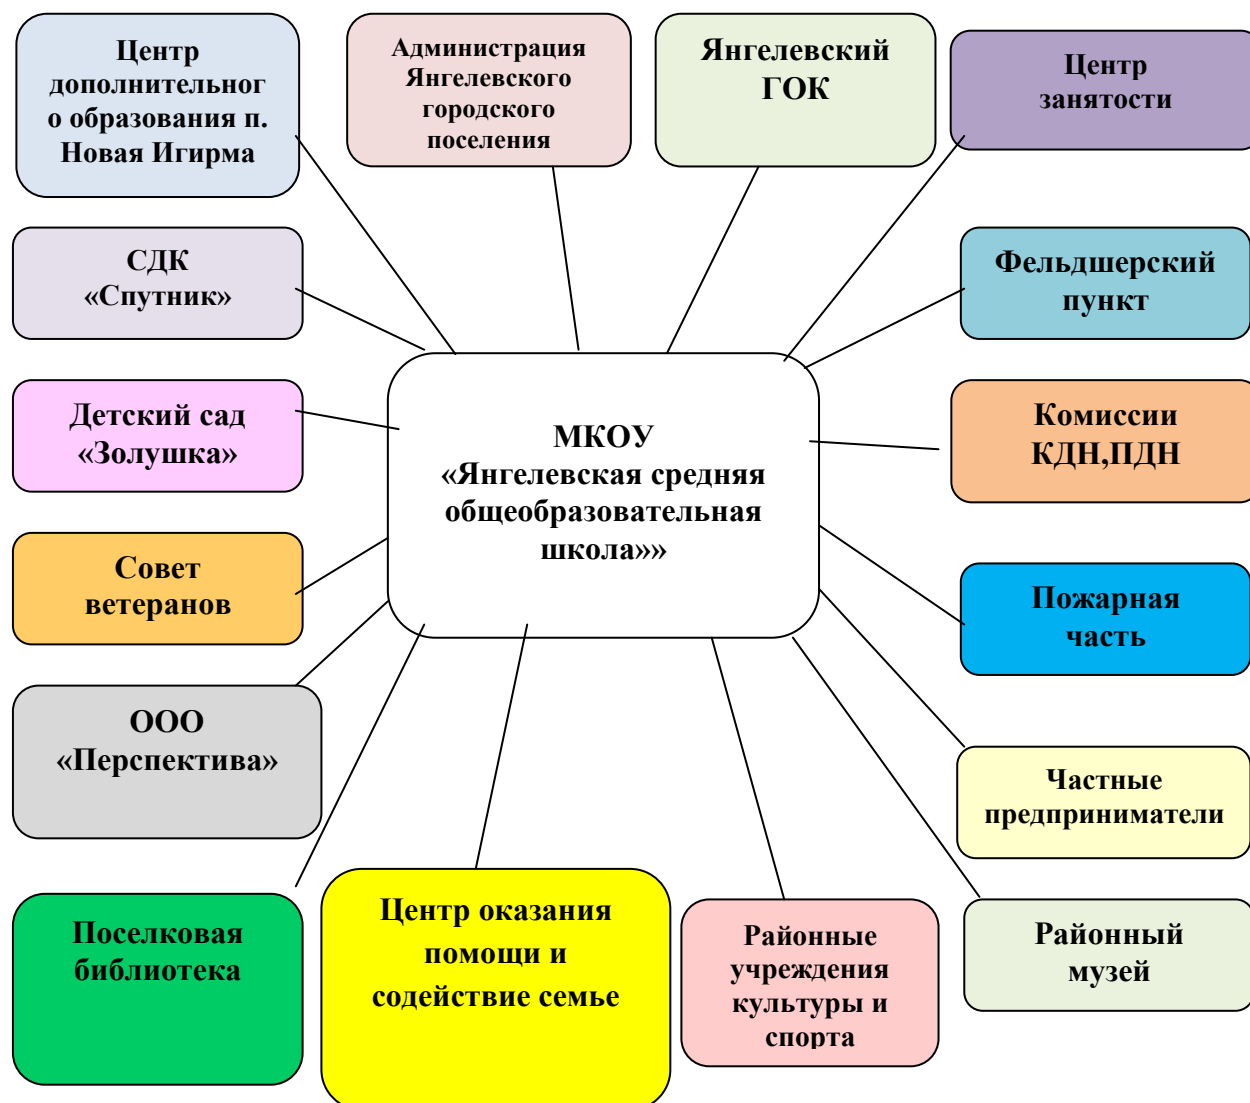 Центр
дополнительног
о образования п.
Новая Игирма
Администрация
Янгелевского
городского
поселения
Янгелевский
ГОК
Центр
занятости
СДК
«Спутник»
Фельдшерский
пункт
Детский сад
«Золушка»
МКОУ
«Янгелевская средняя
общеобразовательная
школа»»
Комиссии
КДН,ПДН
Совет
ветеранов
Пожарная
часть
ООО
«Перспектива»
Частные
предприниматели
Поселковая
библиотека
Центр оказания
помощи и
содействие семье
Районные
учреждения
культуры и
спорта
Районный
музей